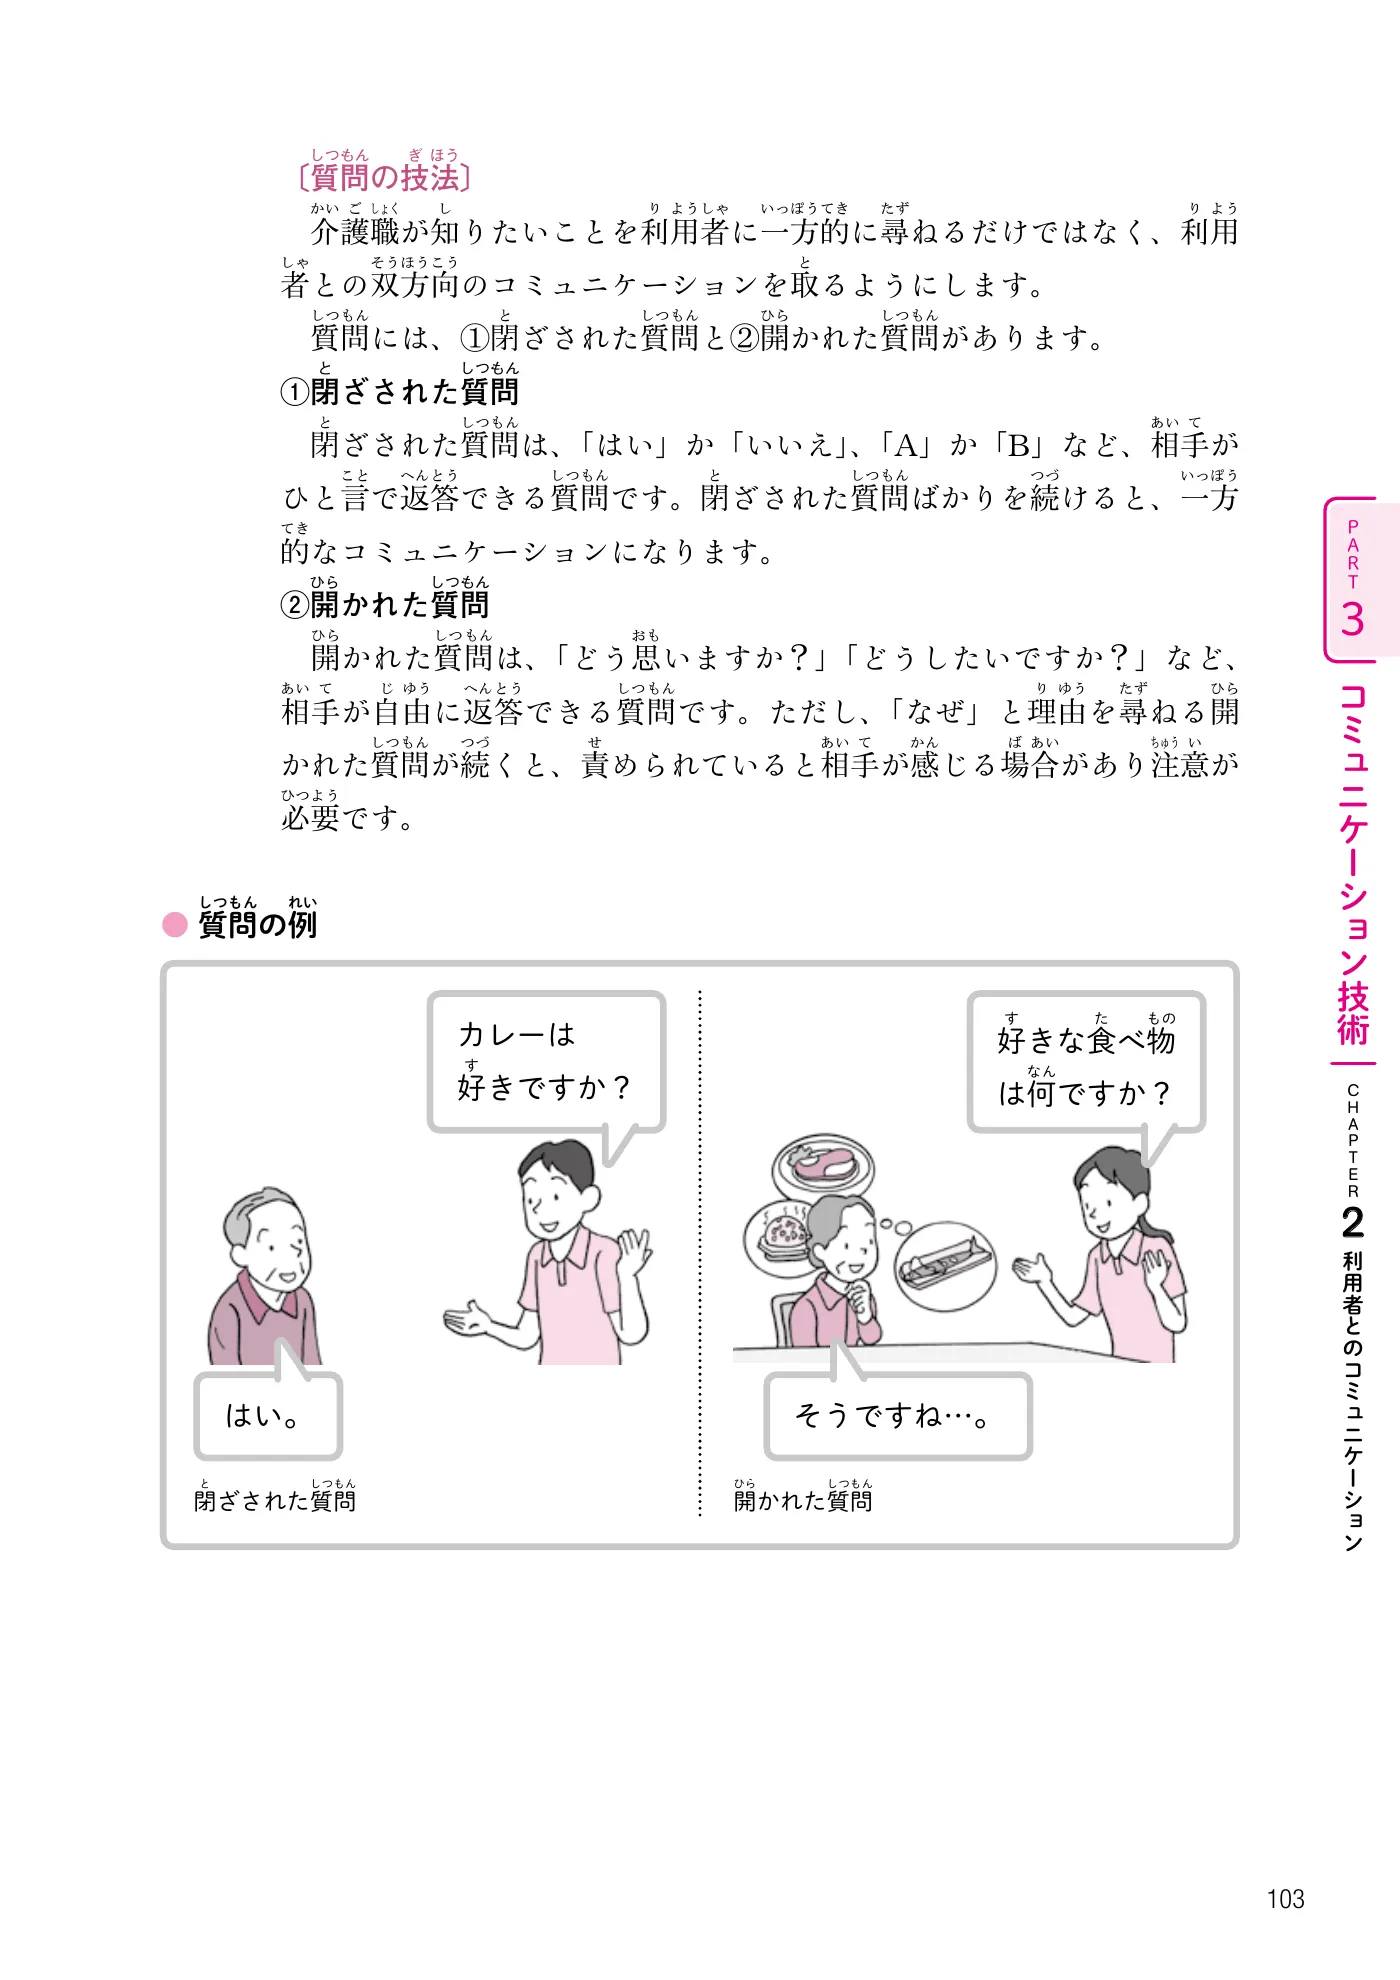 〔質問の技法〕
介護職が知りたいことを利用者に一方的に尋ねるだけではなく、利用
者との双方向のコミュニケーションを取るようにします。
質問には、①閉ざされた質問と②開かれた質問があります。
①閉ざされた質問
閉ざされた質問は、「はい」か「いいえ」、「A」か「B」など、相手が
ひと言で返答できる質問です。閉ざされた質問ばかりを続けると、一方
的なコミュニケーションになります。
②開かれた質問
開かれた質問は、「どう思いますか？」「どうしたいですか？」など、
相手が自由に返答できる質問です。ただし、「なぜ」と理由を尋ねる開
かれた質問が続くと、責められていると相手が感じる場合があり注意が
必要です。
● 質問の例
カレーは
好きですか？
はい。
閉ざされた質問
好きな食べ物
は何ですか？
そうですね…。
開かれた質問
PART 3 コミュニケーション技術
CHAPTER 2 利用者とのコミュニケーション
103